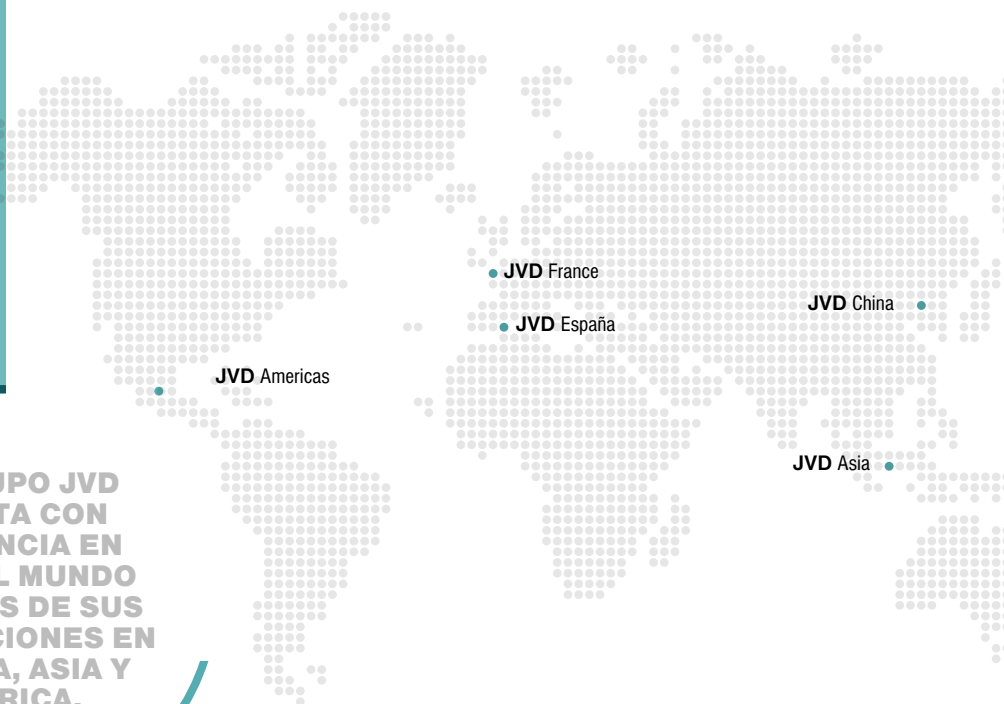 JVD France
JVD China
JVD España
JVD Americas
JVD Asia
UPO JVD
TA CON
NCIA EN
L MUNDO
S DE SUS
CIONES EN
A, ASIA Y
RICA.